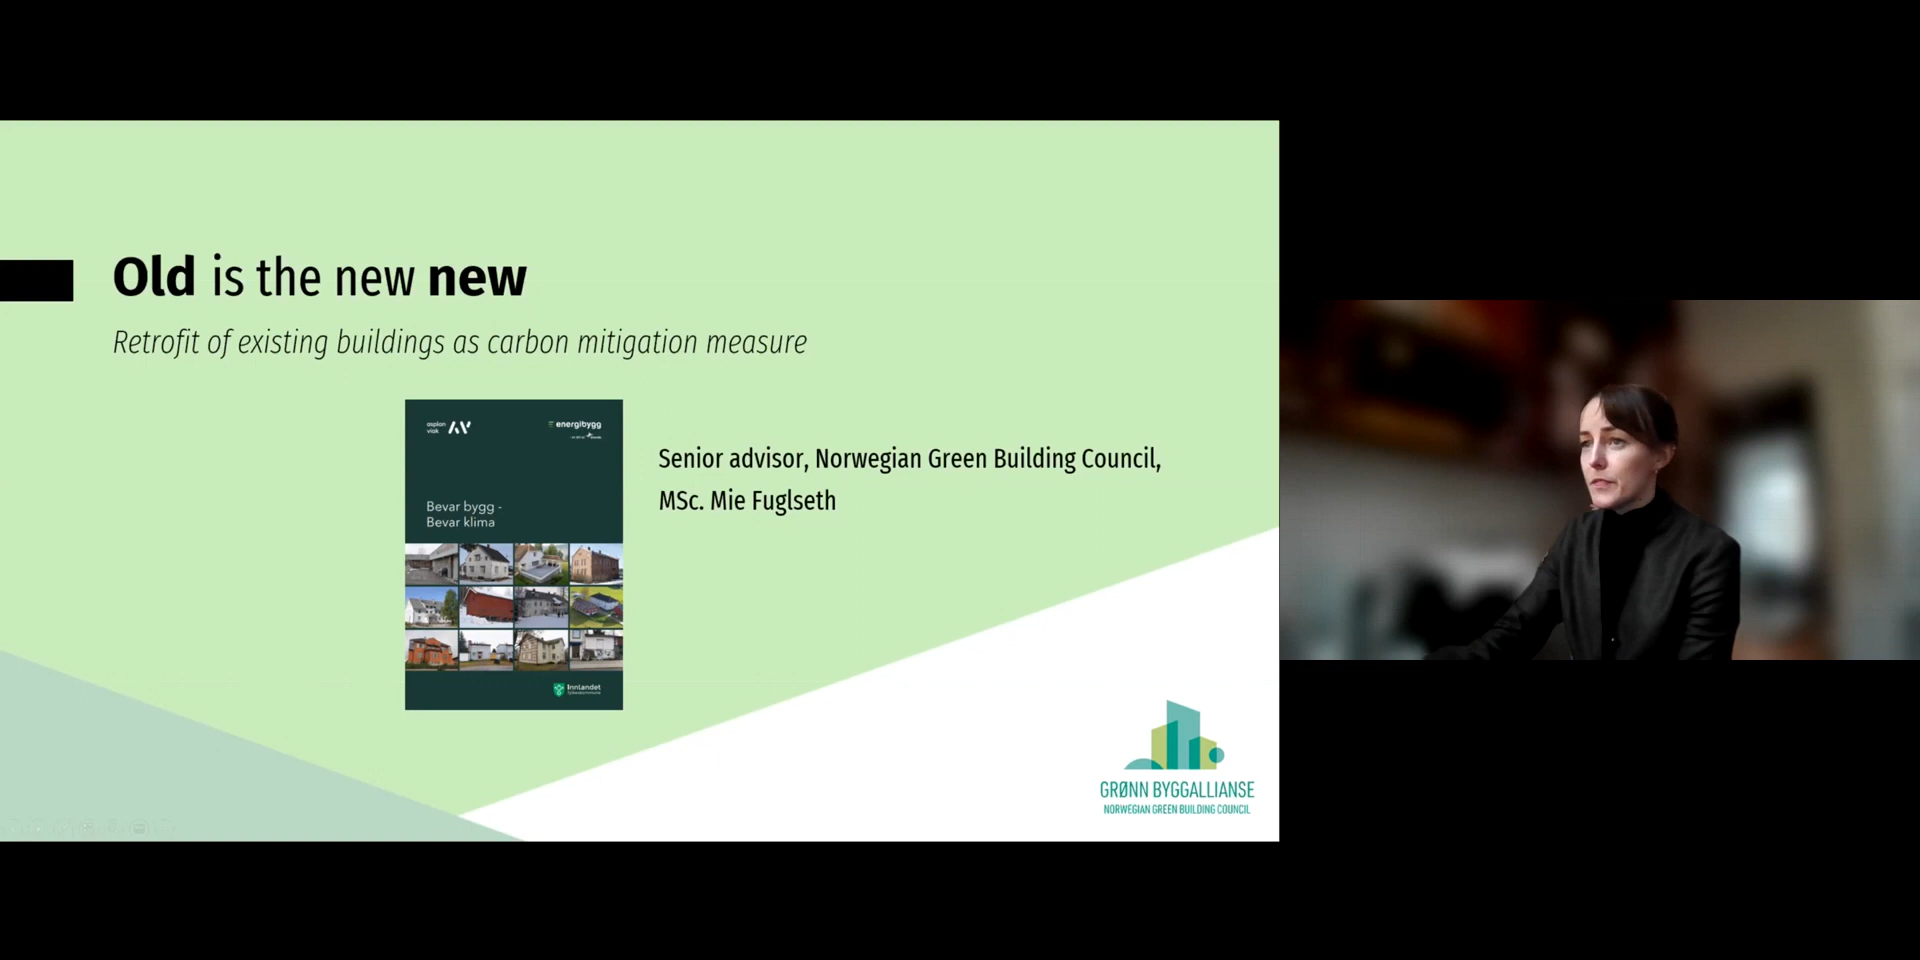 Old is the new new
Retrofit of existing buildings as carbon mitigation measure
asplan
viak
energibygg
Bevar bygg -
Bevar klima
Innlandet
fylkeskommune
Senior advisor, Norwegian Green Building Council,
MSc. Mie Fuglseth
GRØNN BYGGALLIANSE
NORWEGIAN GREEN BUILDING COUNCIL